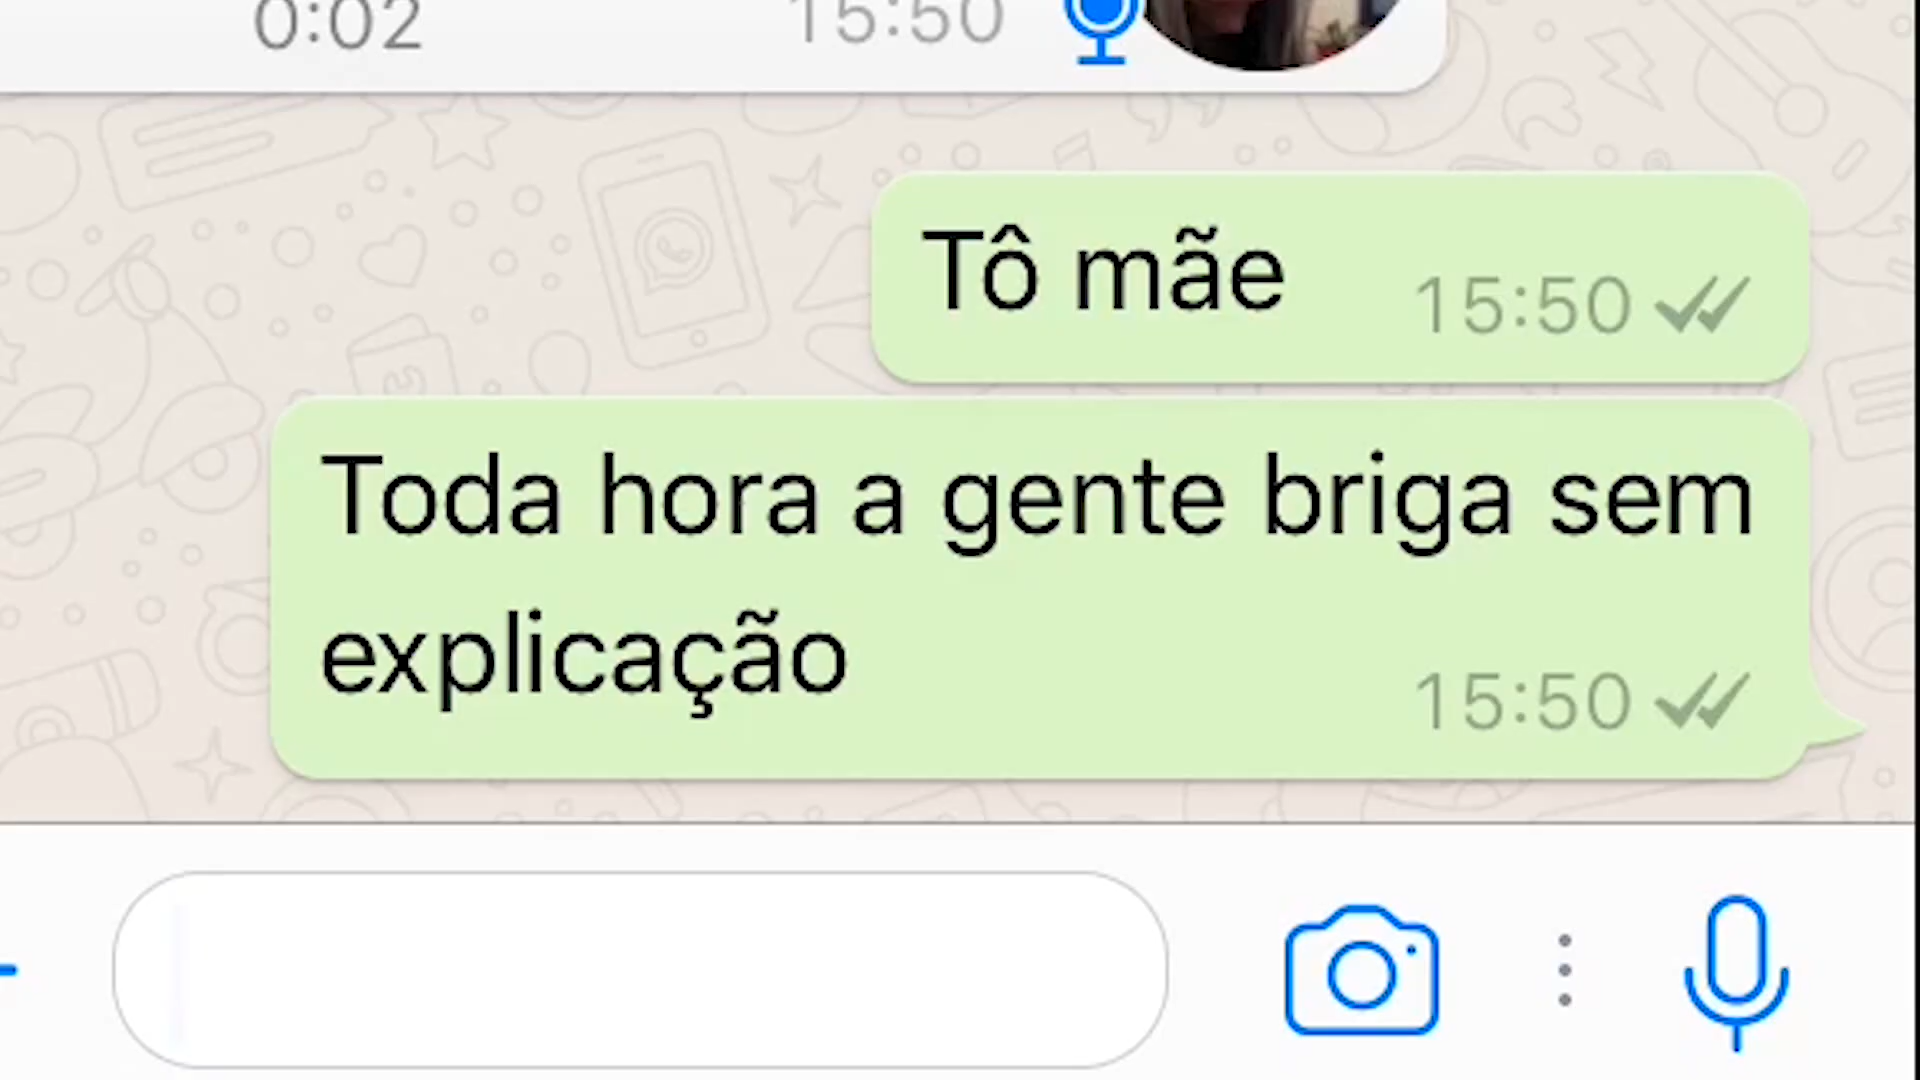 0:02 15:50
Tô mãe 15:50
Toda hora a gente briga sem
explicação
15:50